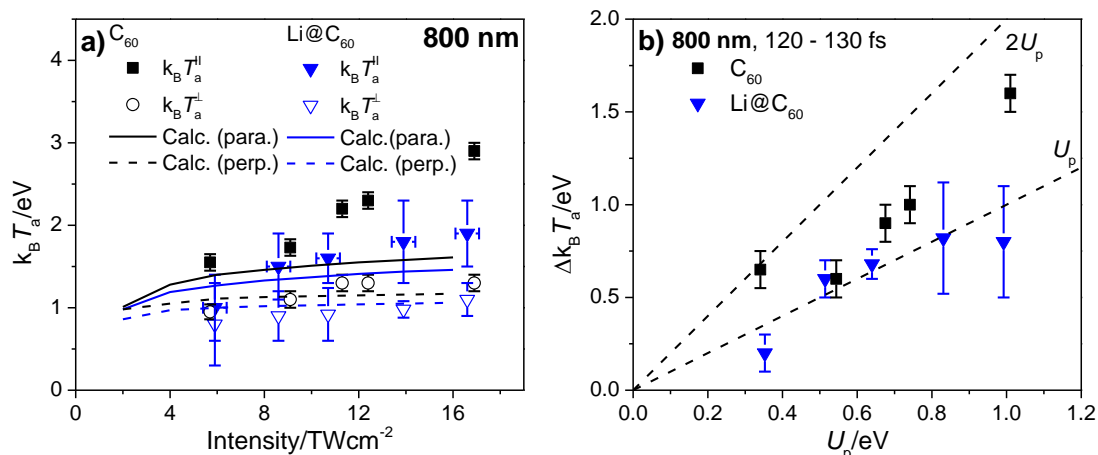 a) C60 Li@C60 800 nm
kBTa|| kBTa||
kBTa⊥ kBTa⊥
Calc. (para.) Calc.(para.)
Calc. (perp.) Calc.(perp.)
kBTa/eV
4
3
2
1
0
0 4 8 12 16
Intensity/TWcm-2
b) 800 nm, 120 - 130 fs
C60
Li@C60
2Up
Up
ΔkBTa/eV
2.0
1.5
1.0
0.5
0.0
0.0 0.2 0.4 0.6 0.8 1.0 1.2
Up/eV